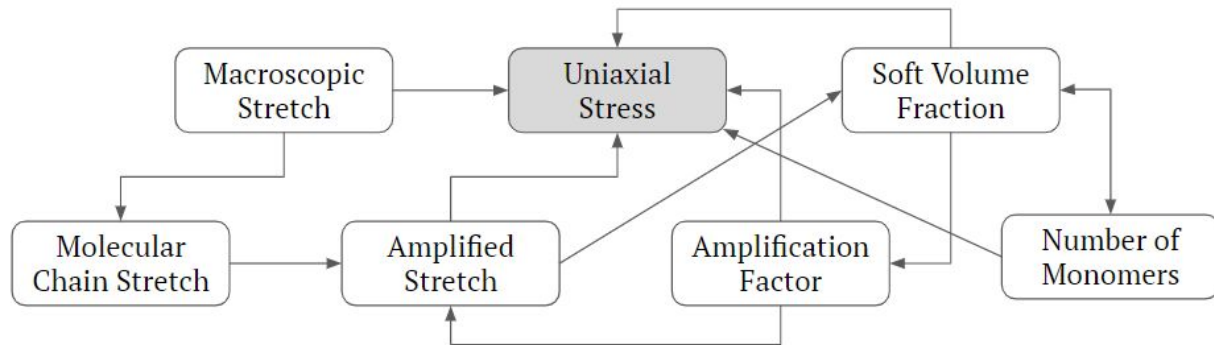 Macroscopic
Stretch
Uniaxial
Stress
Soft Volume
Fraction
Molecular
Chain Stretch
Amplified
Stretch
Amplification
Factor
Number of
Monomers